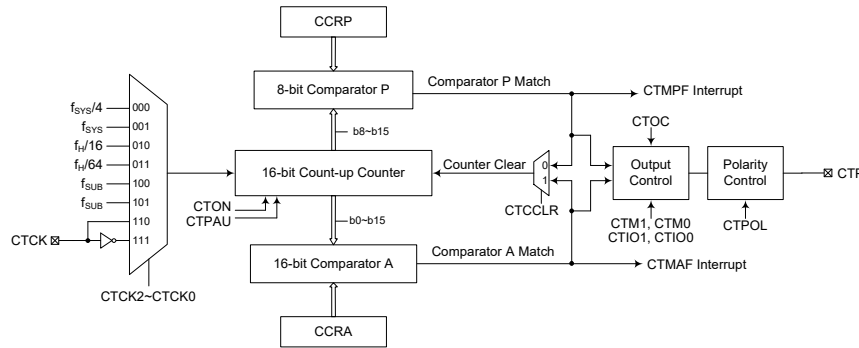 CCRP
8-bit Comparator P
Comparator P Match
CTMPF Interrupt
b8~b15
fSYS/4 000
fSYS 001
fH/16 010
fH/64 011
fSUB 100
fSUB 101
110
111
CTCK
CTCK2~CTCK0
16-bit Count-up Counter
CTON
CTPAU
Counter Clear
0
1
CTCCLR
CTOC
Output
Control
CTM1, CTM0
CTIO1, CTIO0
Polarity
Control
CTPOL
CTP
b0~b15
16-bit Comparator A
Comparator A Match
CTMAF Interrupt
CCRA